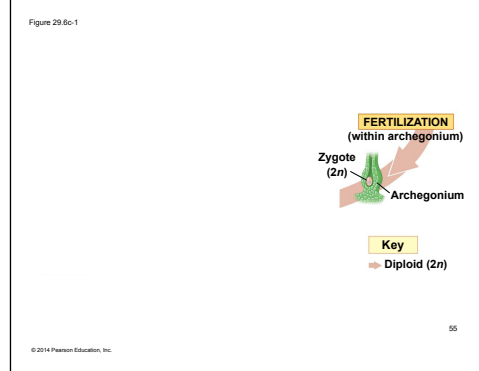 Figure 29.6c-1
FERTILIZATION
(within archegonium)
Zygote
(2n)
Archegonium
Key
Diploid (2n)
55
© 2014 Pearson Education, Inc.